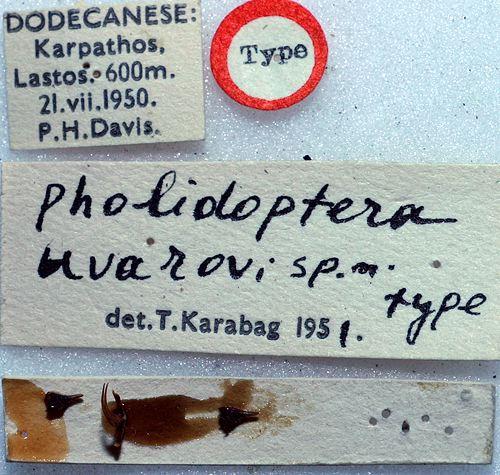 DODECANESE:
Karpathos,
Lastos. 600m.
21.vii.1950.
P.H.Davis.
Type
Pholidoptera
uvarovi sp.n.
type
det.T.Karabag 1951.